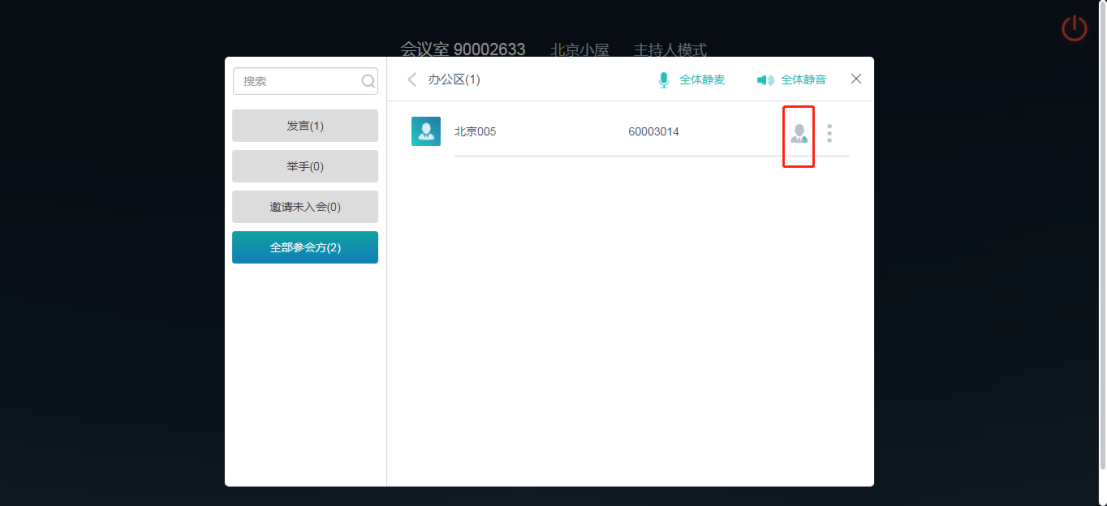 会议室 90002633 北京小屋 主持人模式
搜索
办公区(1) 全体静麦 全体静音
发言(1)
北京005 60003014
举手(0)
邀请未入会(0)
全部参会方(2)